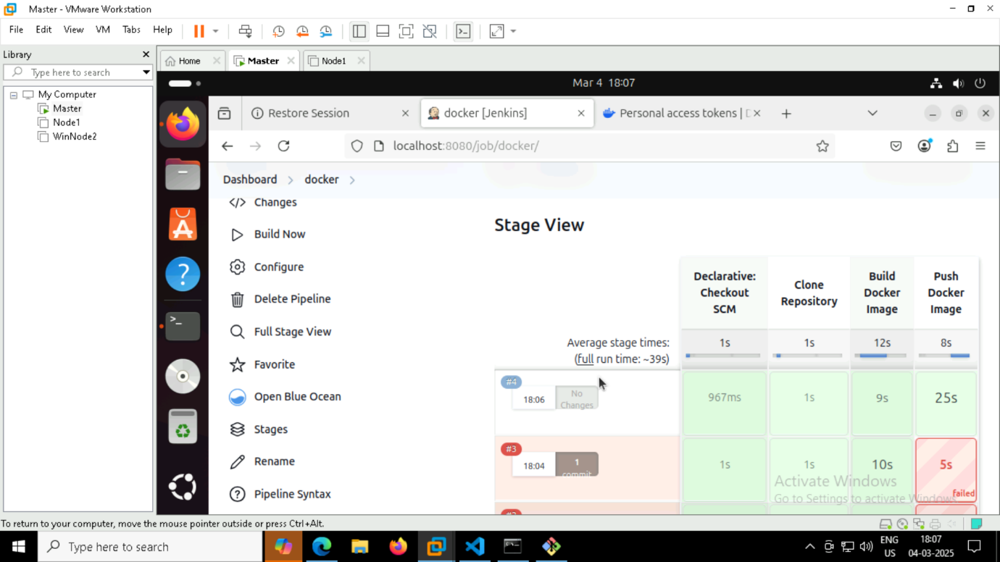 Master - VMware Workstation
File Edit View VM Tabs Help
Library
Type here to search
My Computer
Master
Node1
WinNode2
Home
Master
Node1
Mar 4 18:07
Restore Session
docker [Jenkins]
Personal access tokens |
localhost:8080/job/docker/
Dashboard
docker
Changes
Build Now
Configure
Delete Pipeline
Full Stage View
Favorite
Open Blue Ocean
Stages
Rename
Pipeline Syntax
Stage View
Declarative: Checkout SCM
Clone Repository
Build Docker Image
Push Docker Image
Average stage times:
(full run time: ~39s)
1s 1s 12s 8s
#4
18:06
No Changes
967ms 1s 9s 25s
#3
18:04
1 commit
1s 1s 10s 5s
failed
Activate Windows
Go to Settings to activate Windows.
To return to your computer, move the mouse pointer outside or press Ctrl+Alt.
Type here to search
ENG
US
18:07
04-03-2025